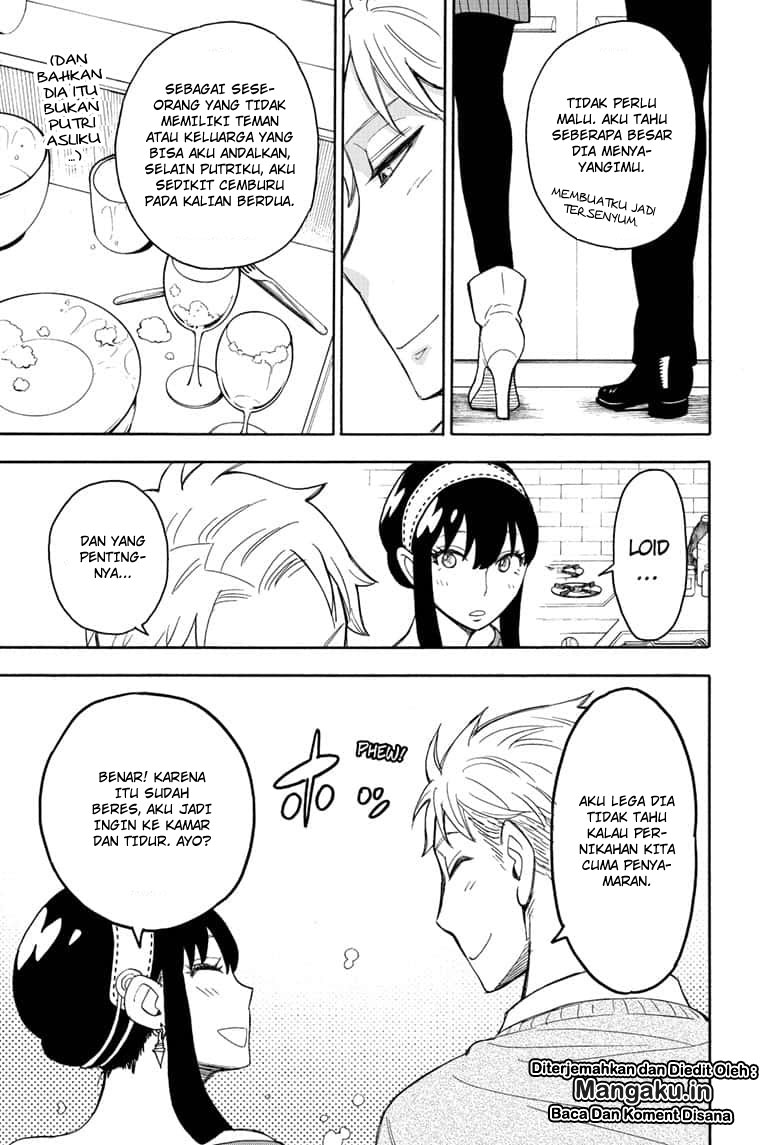 TIDAK PERLU
MALU. AKU TAHU
SEBERAPA BESAR
DIA MENYA-
YANGIMU.
MEMBUATKU JADI
TERSENYUM
SEBAGAI SESE-
ORANG YANG TIDAK
MEMILIKI TEMAN
ATAU KELUARGA YANG
BISA AKU ANDALKAN,
SELAIN PUTRIKU, AKU
SEDIKIT CEMBURU
PADA KALIAN BERDUA.
(DAN
BAHKAN
DIA ITU
BUKAN
PUTRI
ASLIKU
...)
LOID
...
DAN YANG
PENTING-
NYA...
AKU LEGA DIA
TIDAK TAHU
KALAU PER-
NIKAHAN KITA
CUMA PENYA-
MARAN.
PHEW!
ホッ
BENAR! KARENA
ITU SUDAH
BERES, AKU JADI
INGIN KE KAMAR
DAN TIDUR. AYO?
Diterjemahkan dan Diedit Oleh:
Mangaku.in
Baca Dan Koment Disana